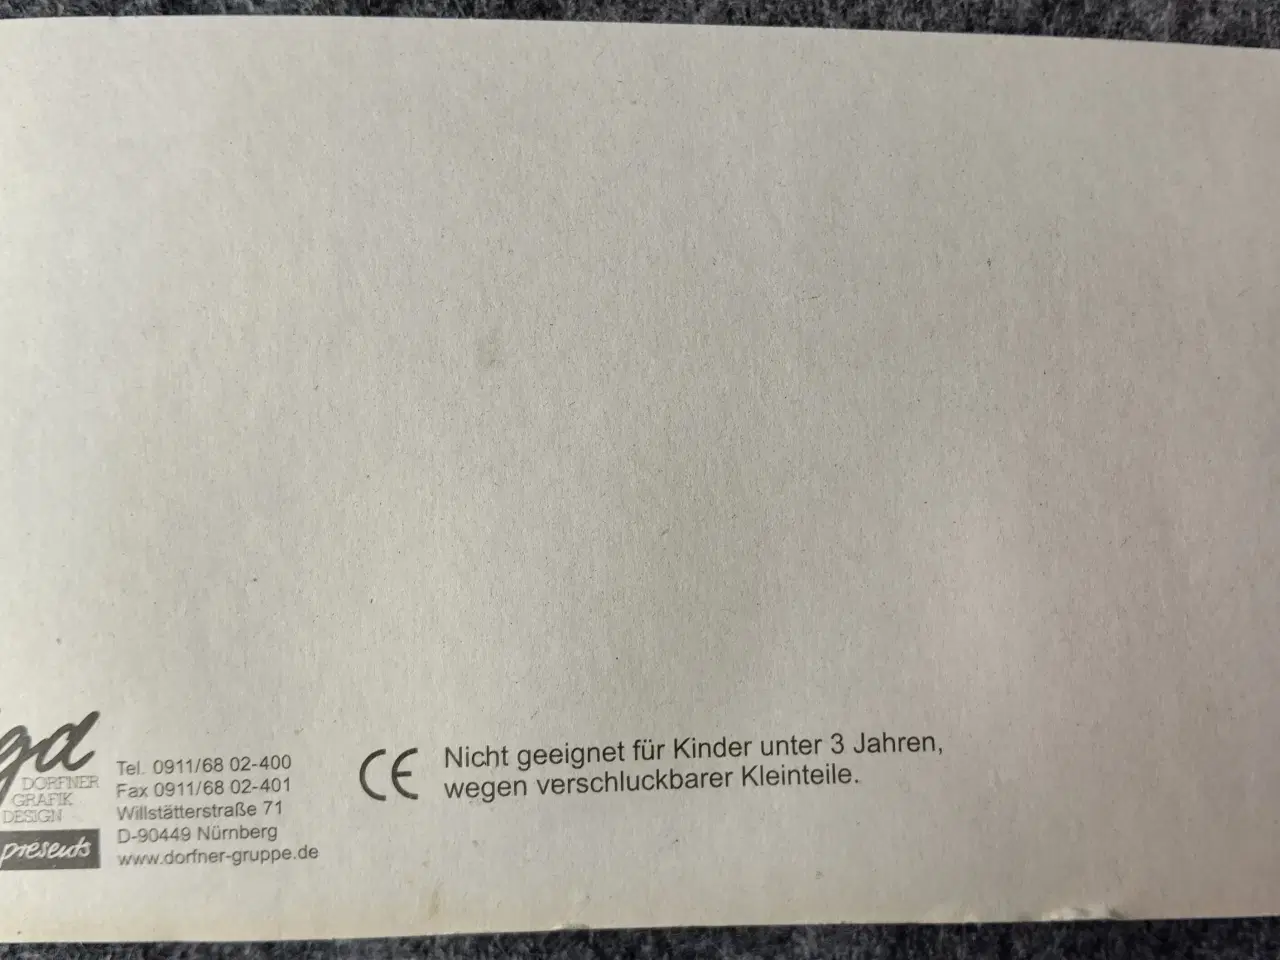 gd
DORFNER
GRAFIK
DESIGN
presents
Tel. 0911/68 02-400
Fax 0911/68 02-401
Willstätterstraße 71
D-90449 Nürnberg
www.dorfner-gruppe.de
CE
Nicht geeignet für Kinder unter 3 Jahren,
wegen verschluckbarer Kleinteile.